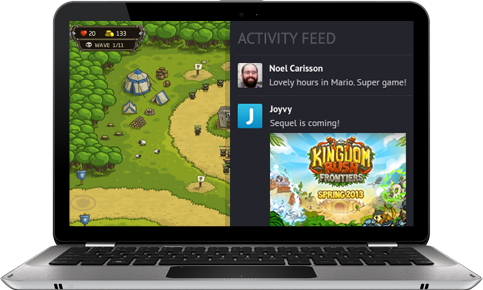 20 133
WAVE 1/11
ACTIVITY FEED
Noel Carisson
Lovely hours in Mario. Super game!
J
Joyvy
Sequel is coming!
KINGDOM
RUSH
FRONTIERS
SPRING 2013